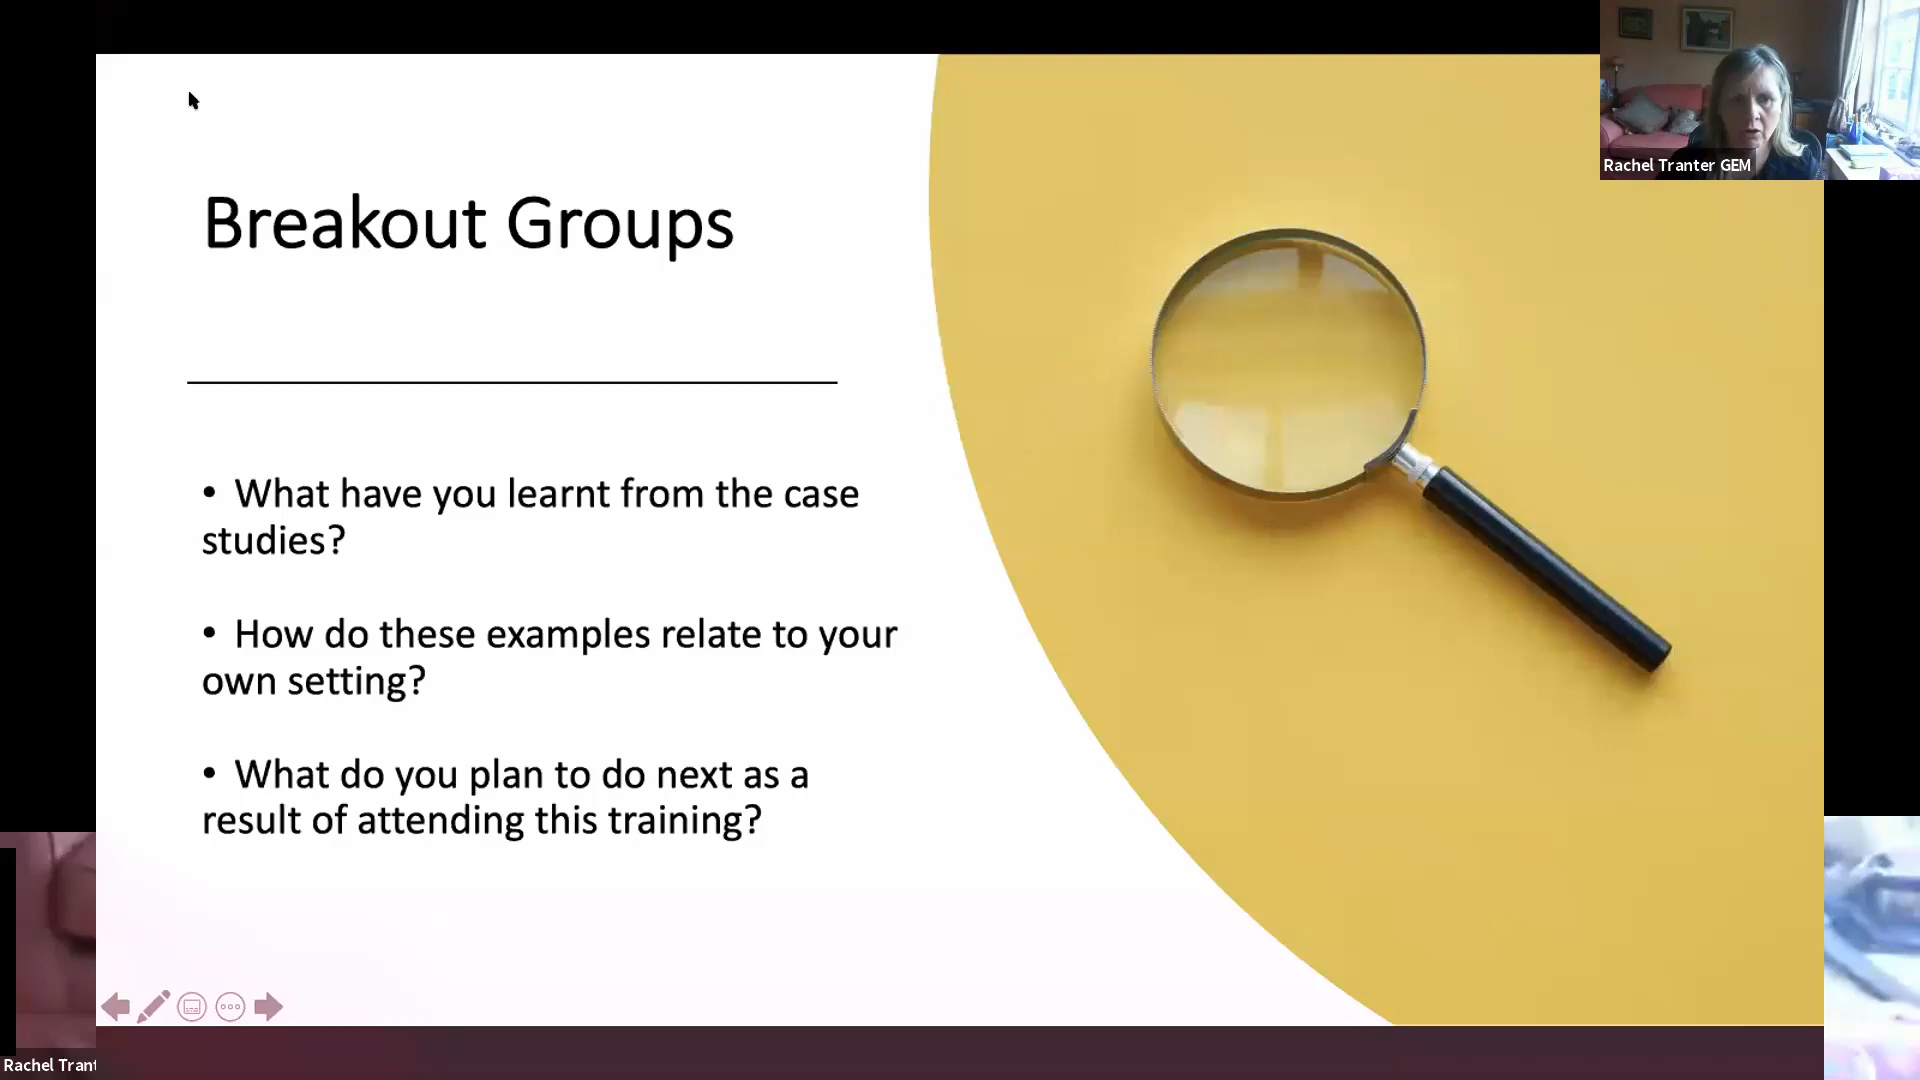 Rachel Tranter GEM
Breakout Groups
• What have you learnt from the case
studies?
• How do these examples relate to your
own setting?
• What do you plan to do next as a
result of attending this training?
Rachel Trant